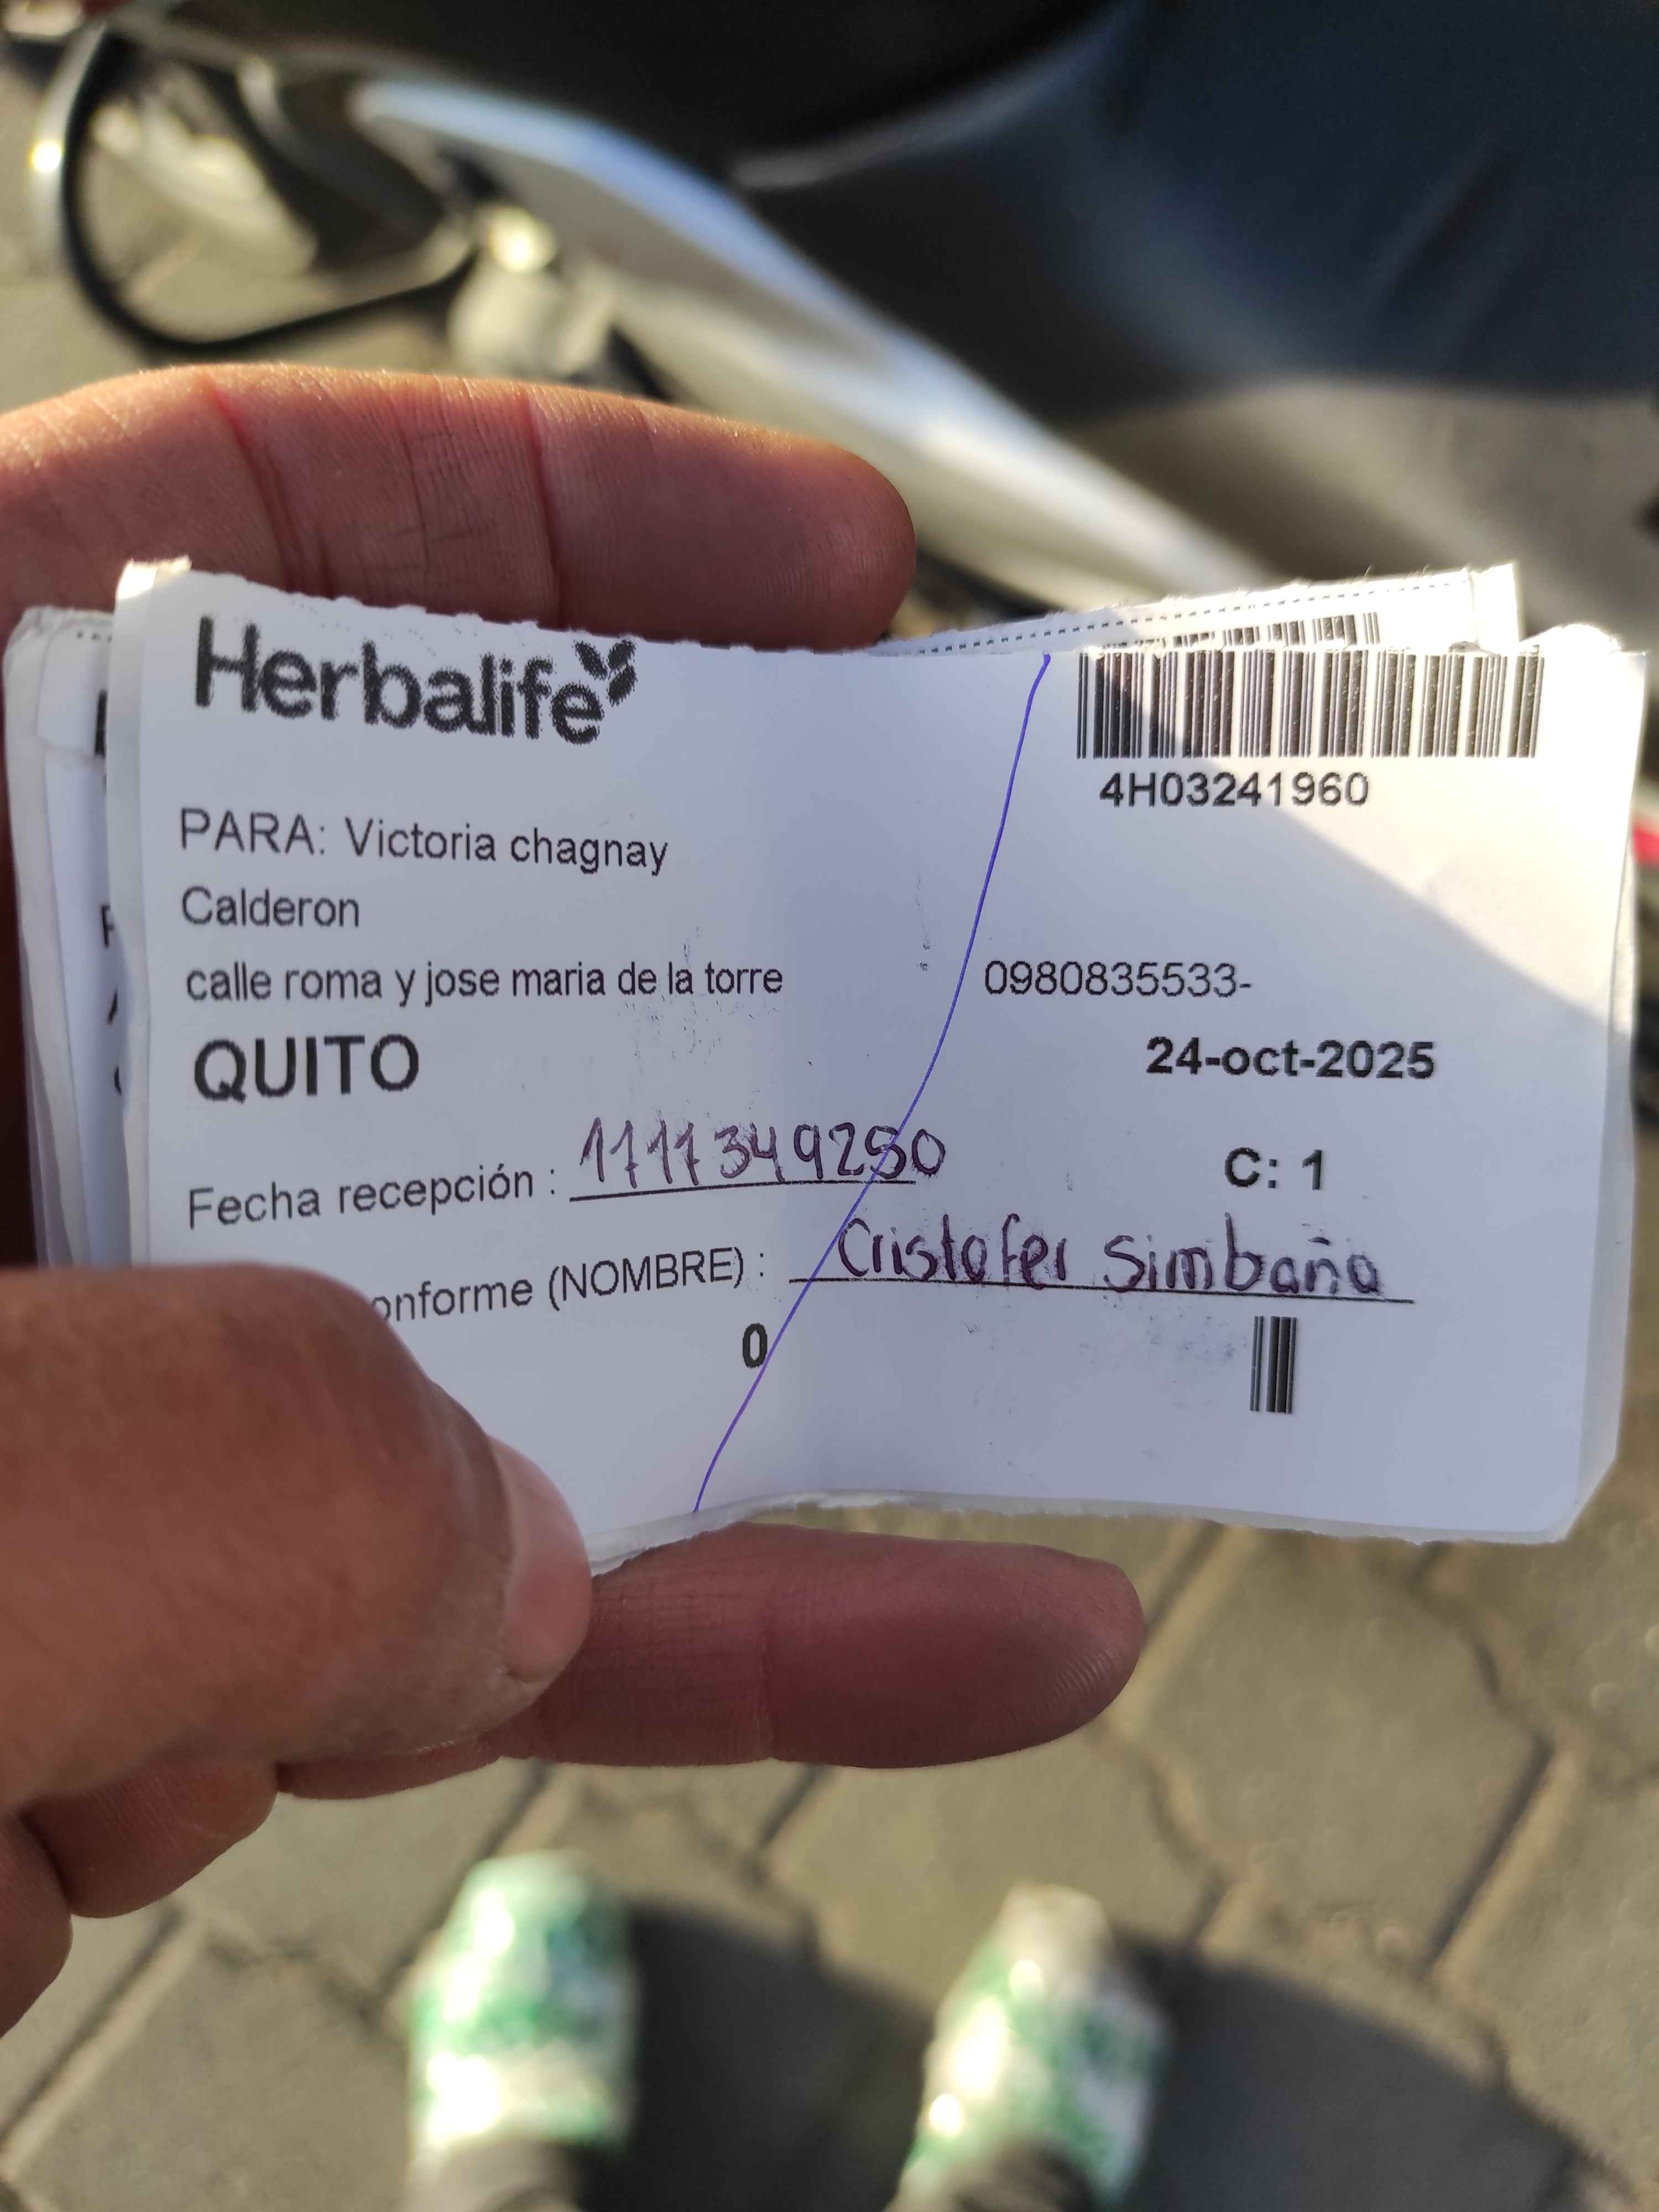 Herbalife
4H03241960
PARA: Victoria chagnay
Calderon
calle roma y jose maria de la torre 0980835533-
QUITO
24-oct-2025
Fecha recepción : 1717349250
C: 1
onforme (NOMBRE) : Cristofer Simbaña
0